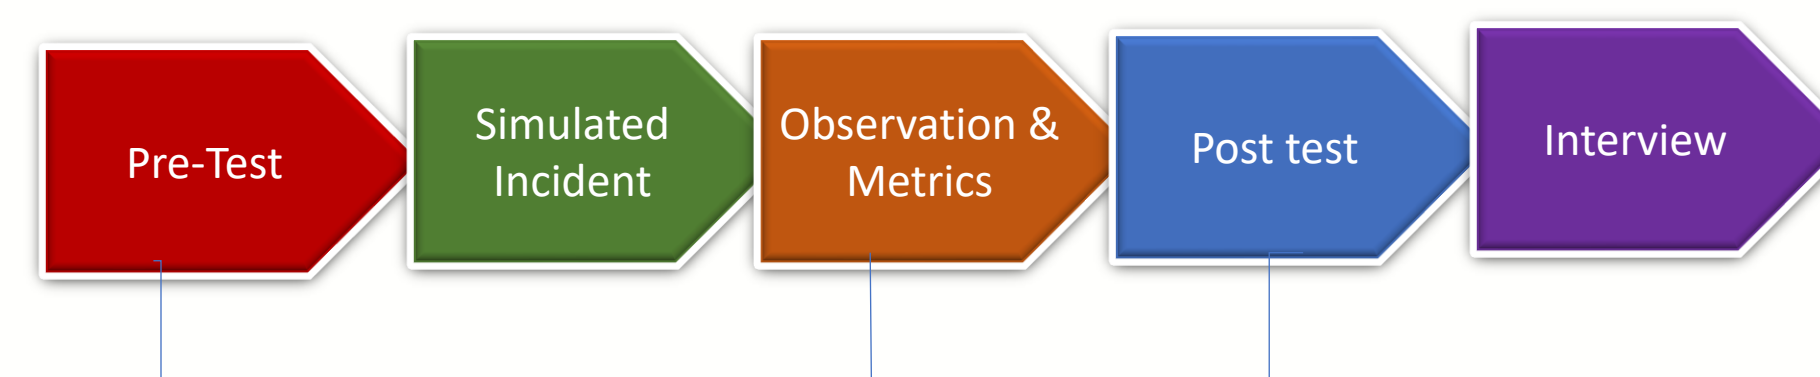 Pre-Test
Simulated
Incident
Observation &
Metrics
Post test
Interview